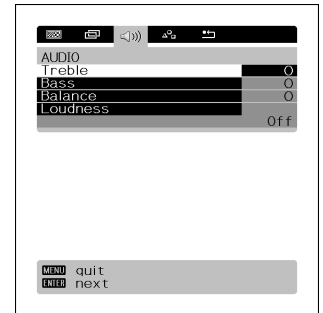 AUDIO
Treble 0
Bass 0
Balance 0
Loudness
Off
MENU quit
ENTER next